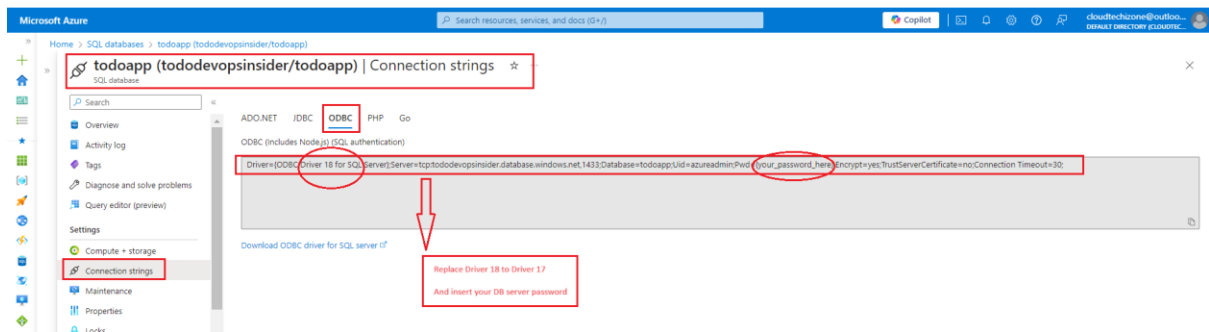 Microsoft Azure
Search resources, services, and docs (G+/)
Copilot
cloudtechizone@outloo...
DEFAULT DIRECTORY (CLOUDTEC...
Home > SQL databases > todoapp (tododevopsinsider/todoapp)
todoapp (tododevopsinsider/todoapp) | Connection strings
SQL database
Search
Overview
Activity log
Tags
Diagnose and solve problems
Query editor (preview)
Settings
Compute + storage
Connection strings
Maintenance
Properties
Locks
ADO.NET JDBC ODBC PHP Go
ODBC (Includes Node.js) (SQL authentication)
Driver={ODBC Driver 18 for SQL Server};Server=tcp:tododevopsinsider.database.windows.net,1433;Database=todoapp;Uid=azureadmin;Pwd={your_password_here};Encrypt=yes;TrustServerCertificate=no;Connection Timeout=30;
Download ODBC driver for SQL server
Replace Driver 18 to Driver 17
And insert your DB server password